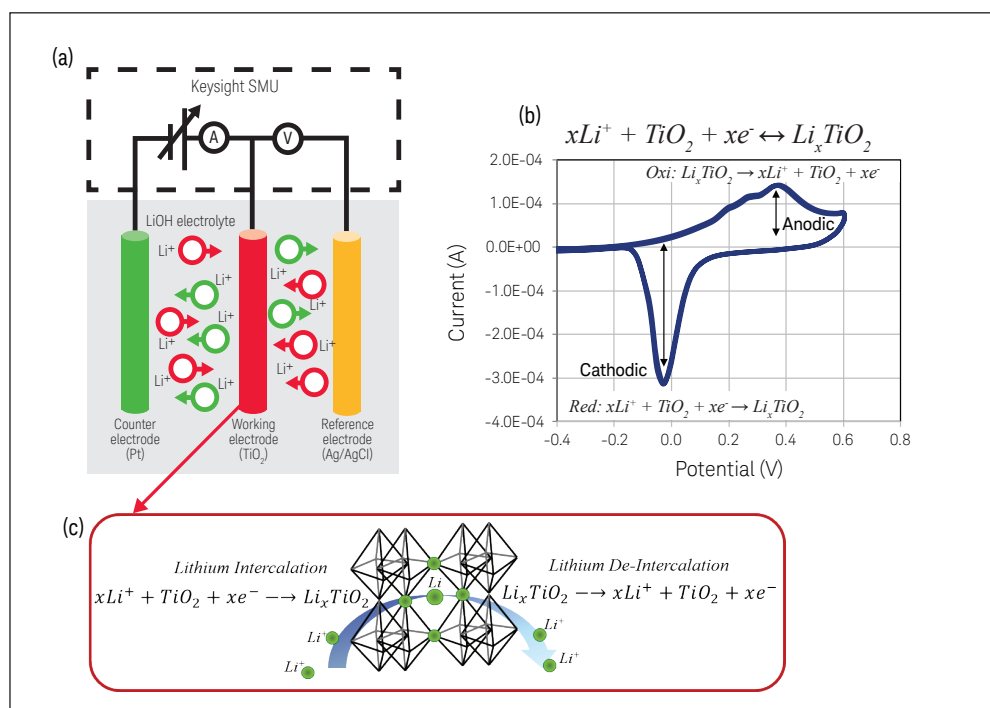 (a)
Keysight SMU
A
V
LiOH electrolyte
Li⁺
Li⁺
Li⁺
Li⁺
Li⁺
Li⁺
Li⁺
Li⁺
Li⁺
Li⁺
Li⁺
Counter
electrode
(Pt)
Working
electrode
(TiO₂)
Reference
electrode
(Ag/AgCl)
(b)
xLi⁺ + TiO₂ + xe⁻ ↔ LiₓTiO₂
2.0E-04
1.0E-04
0.0E+00
-1.0E-04
-2.0E-04
-3.0E-04
-4.0E-04
Current (A)
Oxi: LiₓTiO₂ → xLi⁺ + TiO₂ + xe⁻
Anodic
Cathodic
Red: xLi⁺ + TiO₂ + xe⁻ → LiₓTiO₂
-0.4 -0.2 0.0 0.2 0.4 0.6 0.8
Potential (V)
(c)
Lithium Intercalation
xLi⁺ + TiO₂ + xe⁻ → LiₓTiO₂
Li
Lithium De-Intercalation
LiₓTiO₂ → xLi⁺ + TiO₂ + xe⁻
Li⁺
Li⁺
Li⁺
Li⁺